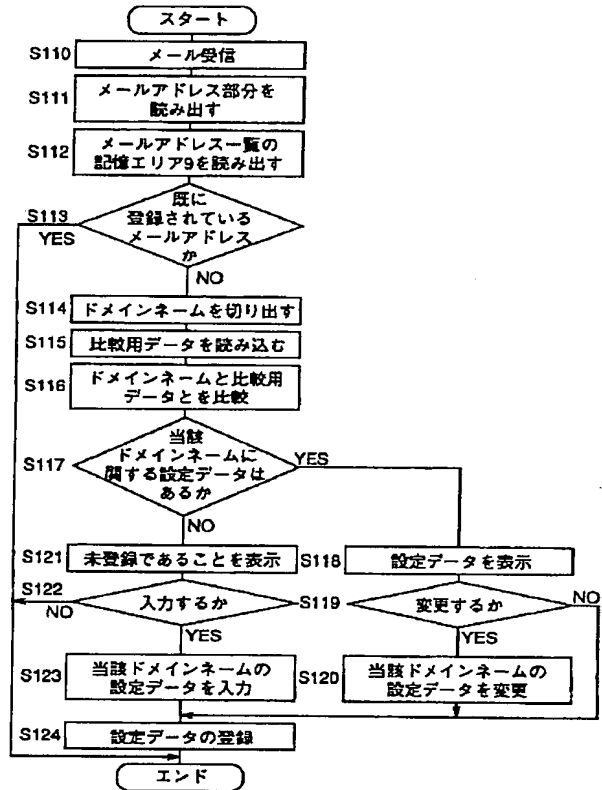 スタート
S110
メール受信
S111
メールアドレス部分を
読み出す
S112
メールアドレス一覧の
記憶エリア9を読み出す
S113
既に
登録されている
メールアドレス
か
YES
NO
S114
ドメインネームを切り出す
S115
比較用データを読み込む
S116
ドメインネームと比較用
データとを比較
S117
当該
ドメインネームに
関する設定データは
あるか
YES
NO
S121
未登録であることを表示
S118
設定データを表示
S122
入力するか
NO
YES
S119
変更するか
NO
YES
S123
当該ドメインネームの
設定データを入力
S120
当該ドメインネームの
設定データを変更
S124
設定データの登録
エンド